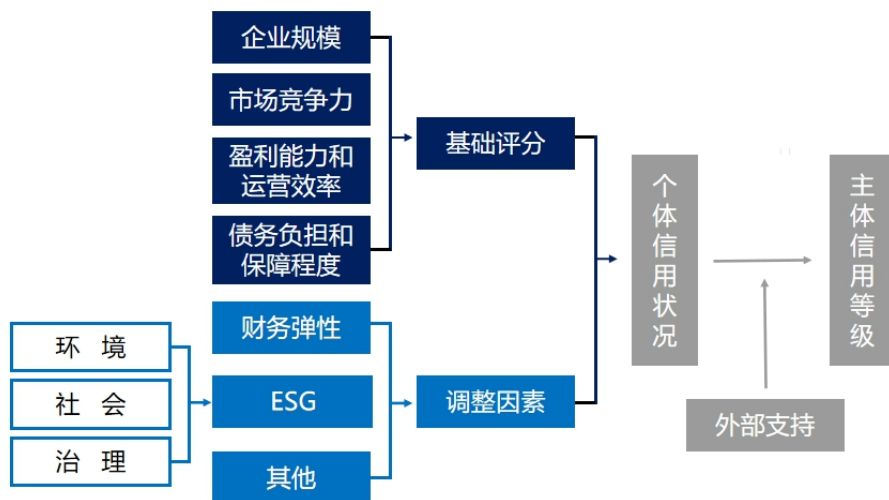 企业规模
市场竞争力
盈利能力和
运营效率
债务负担和
保障程度
基础评分
财务弹性
ESG
其他
环 境
社 会
治 理
调整因素
个体信用状况
主体信用等级
外部支持